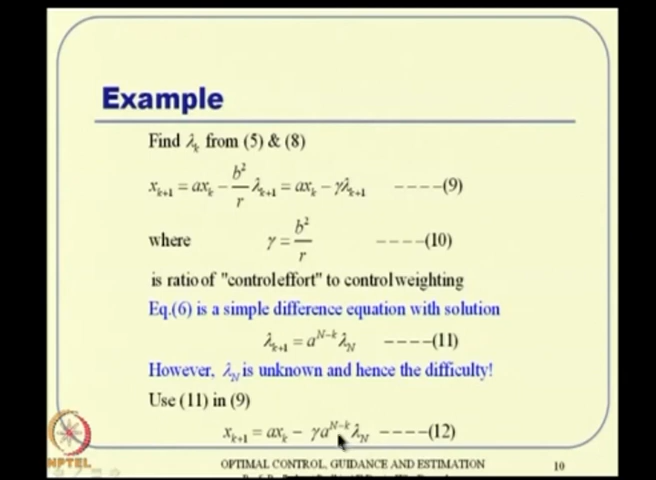 Example
Find λ_k from (5) & (8)
x_{k+1} = ax_k − b²/r λ_{k+1} = ax_k − γλ_{k+1} ----(9)
where γ = b²/r ----(10)
is ratio of "control effort" to control weighting
Eq.(6) is a simple difference equation with solution
λ_{k+1} = a^{N−k} λ_N ----(11)
However, λ_N is unknown and hence the difficulty!
Use (11) in (9)
x_{k+1} = ax_k − γa^{N−k} λ_N ----(12)
NPTEL
OPTIMAL CONTROL, GUIDANCE AND ESTIMATION
10